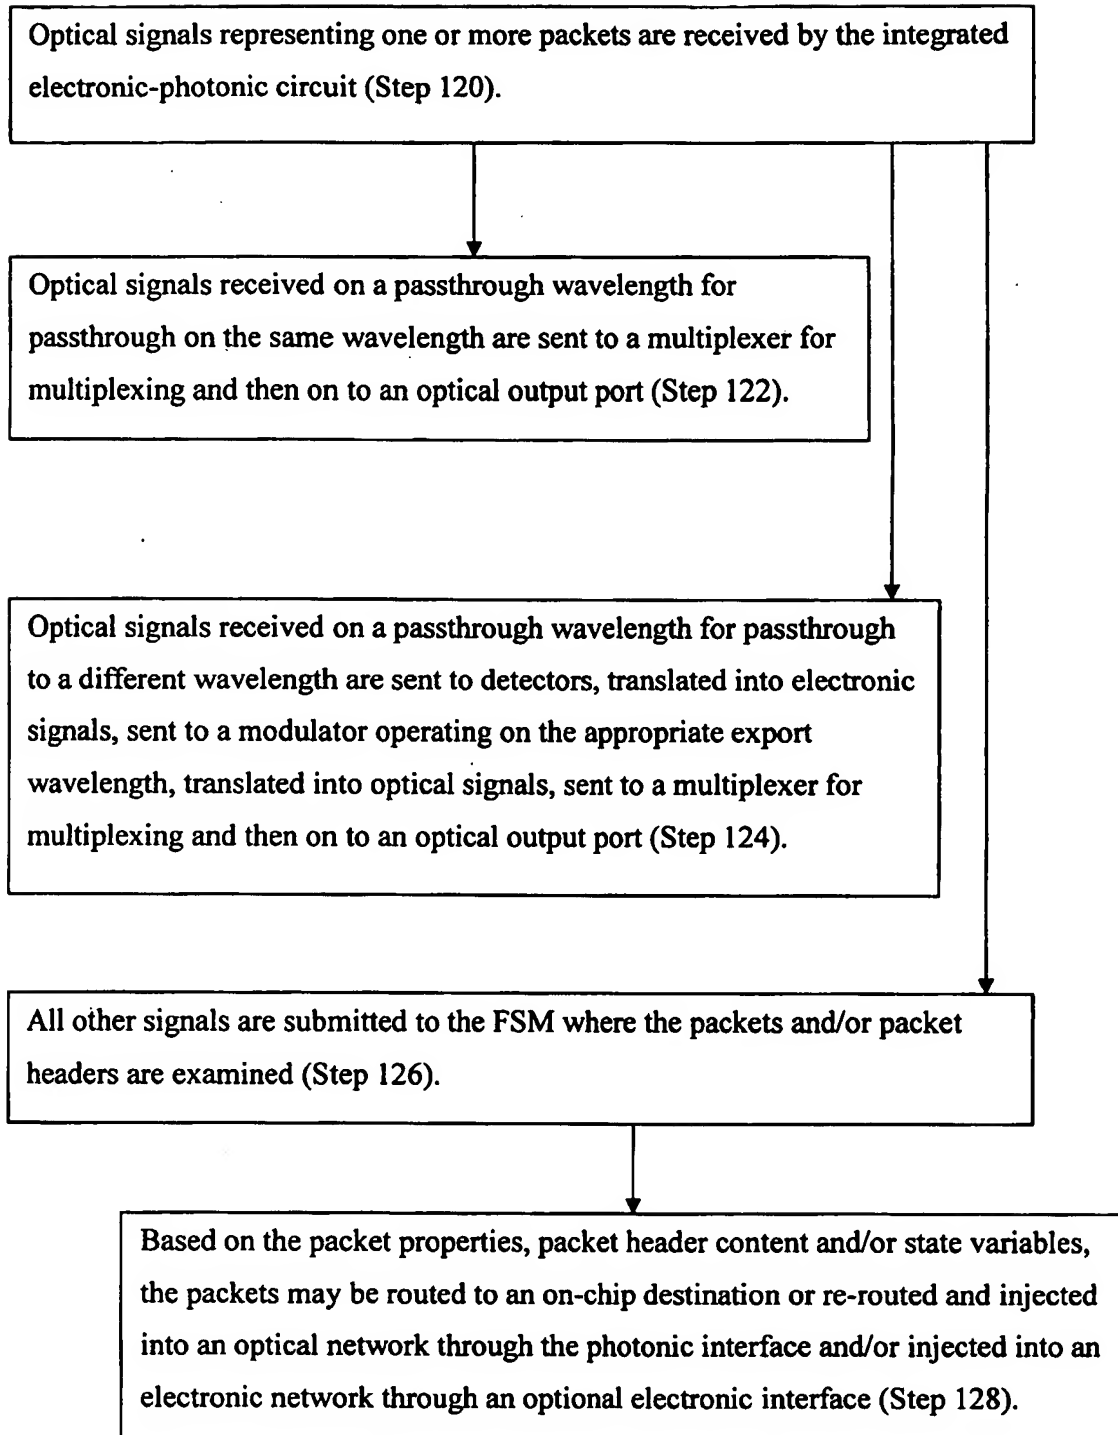 Optical signals representing one or more packets are received by the integrated
electronic-photonic circuit (Step 120).
Optical signals received on a passthrough wavelength for
passthrough on the same wavelength are sent to a multiplexer for
multiplexing and then on to an optical output port (Step 122).
Optical signals received on a passthrough wavelength for passthrough
to a different wavelength are sent to detectors, translated into electronic
signals, sent to a modulator operating on the appropriate export
wavelength, translated into optical signals, sent to a multiplexer for
multiplexing and then on to an optical output port (Step 124).
All other signals are submitted to the FSM where the packets and/or packet
headers are examined (Step 126).
Based on the packet properties, packet header content and/or state variables,
the packets may be routed to an on-chip destination or re-routed and injected
into an optical network through the photonic interface and/or injected into an
electronic network through an optional electronic interface (Step 128).